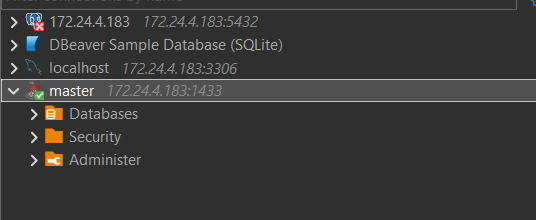 172.24.4.183 172.24.4.183:5432
DBeaver Sample Database (SQLite)
localhost 172.24.4.183:3306
master 172.24.4.183:1433
Databases
Security
Administer